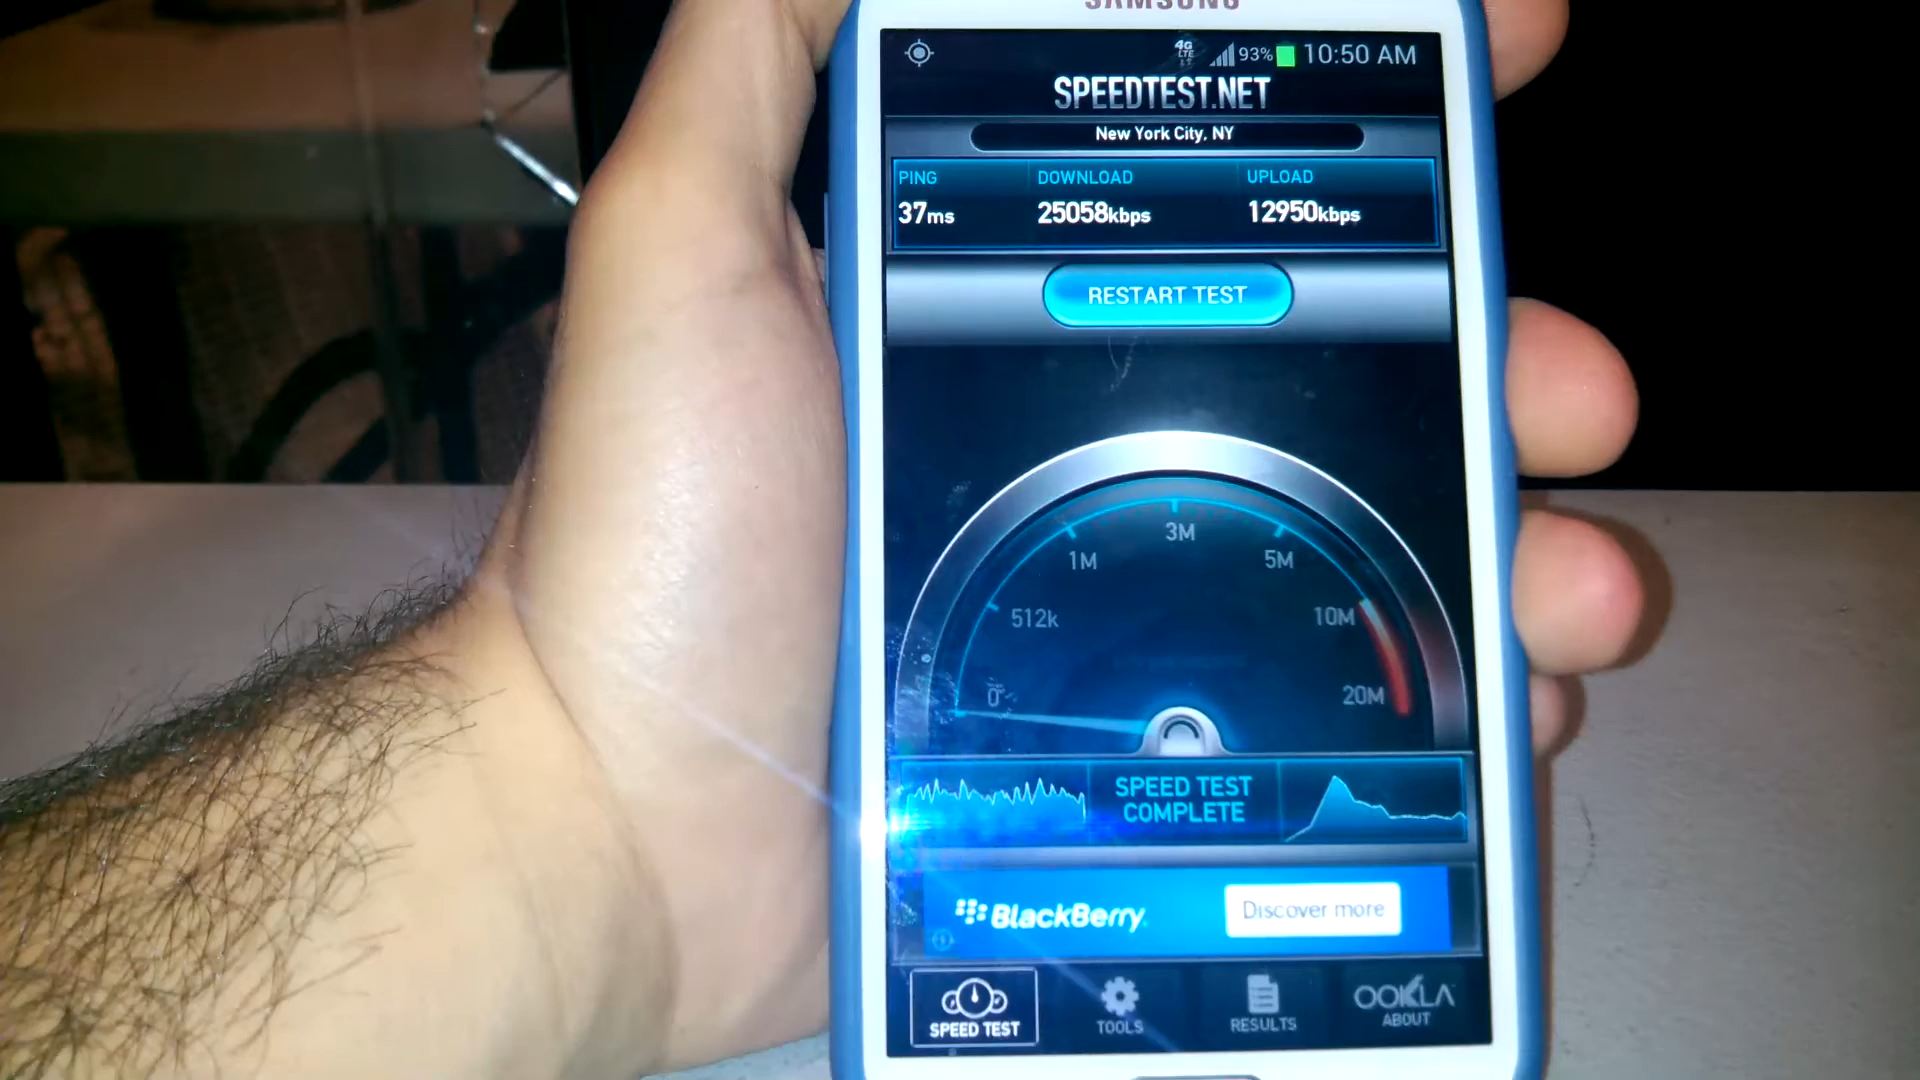 SAMSUNG
4G
LTE
93% 10:50 AM
SPEEDTEST.NET
New York City, NY
PING DOWNLOAD UPLOAD
37ms 25058kbps 12950kbps
RESTART TEST
3M
1M 5M
512k 10M
0 20M
SPEED TEST
COMPLETE
BlackBerry Discover more
OOKLA
SPEED TEST TOOLS RESULTS ABOUT